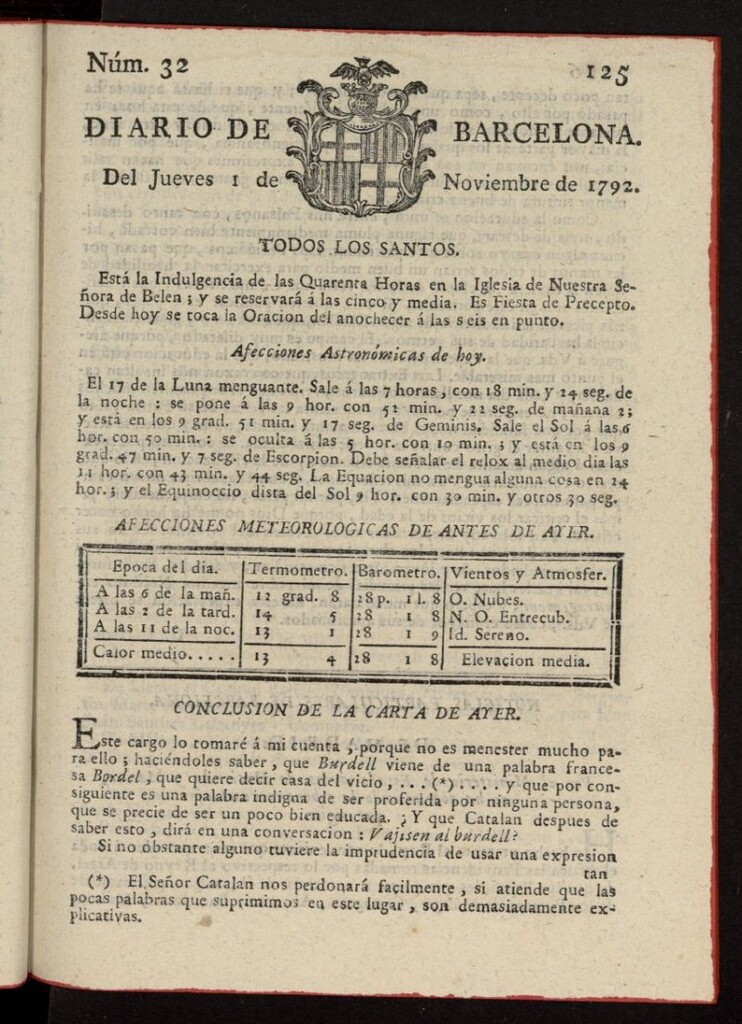 Núm. 32
125
DIARIO DE BARCELONA.
Del Jueves 1 de Noviembre de 1792.
TODOS LOS SANTOS.
Está la Indulgencia de las Quarenta Horas en la Iglesia de Nuestra Se-
ñora de Belen; y se reservará á las cinco y media. Es Fiesta de Precepto.
Desde hoy se toca la Oracion del anochecer á las seis en punto.
Afecciones Astronómicas de hoy.
El 17 de la Luna menguante. Sale á las 7 horas, con 18 min. y 24 seg. de
la noche: se pone á las 9 hor. con 52 min. y 22 seg. de mañana 2;
y está en los 9 grad. 51 min. y 17 seg. de Geminis. Sale el Sol á las 6
hor. con 50 min.: se oculta á las 5 hor. con 10 min.; y está en los 9
grad. 47 min. y 7 seg. de Escorpion. Debe señalar el relox al medio dia las
11 hor. con 43 min. y 44 seg. La Equacion no mengua alguna cosa en 24
hor.; y el Equinoccio dista del Sol 9 hor. con 30 min. y otros 30 seg.
AFECCIONES METEOROLOGICAS DE ANTES DE AYER.
Epoca del dia. Termometro. Barometro. Vientos y Atmosfer.
A las 6 de la mañ. 12 grad. 8 28 p. 1 l. 8 O. Nubes.
A las 2 de la tard. 14 5 28 1 8 N. O. Entrecub.
A las 11 de la noc. 13 1 28 1 9 Id. Sereno.
Calor medio..... 13 4 28 1 8 Elevacion media.
CONCLUSION DE LA CARTA DE AYER.
Este cargo lo tomaré á mi cuenta, porque no es menester mucho pa-
ra ello; haciéndoles saber, que Burdell viene de una palabra france-
sa Bordel, que quiere decir casa del vicio, ... (*) .... y que por con-
siguiente es una palabra indigna de ser proferida por ninguna persona,
que se precie de ser un poco bien educada. ¿Y que Catalan despues de
saber esto, dirá en una conversacion: Vajisen al burdell?
Si no obstante alguno tuviere la imprudencia de usar una expresion
tan
(*) El Señor Catalan nos perdonará facilmente, si atiende que las
pocas palabras que suprimimos en este lugar, son demasiadamente ex-
plicativas.